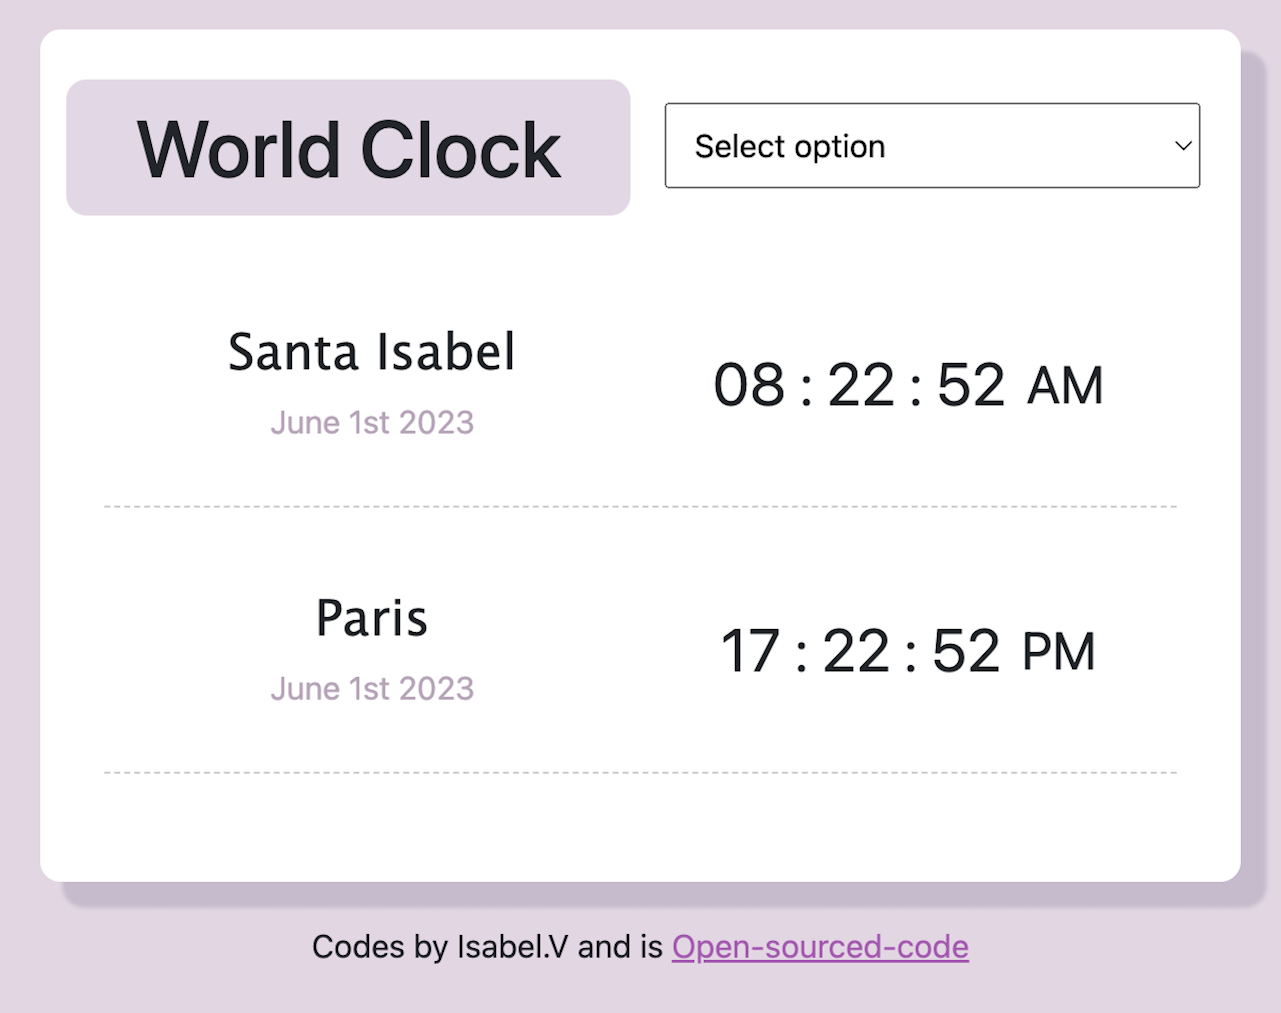 World Clock
Select option
Santa Isabel
June 1st 2023
08 : 22 : 52 AM
Paris
June 1st 2023
17 : 22 : 52 PM
Codes by Isabel.V and is Open-sourced-code